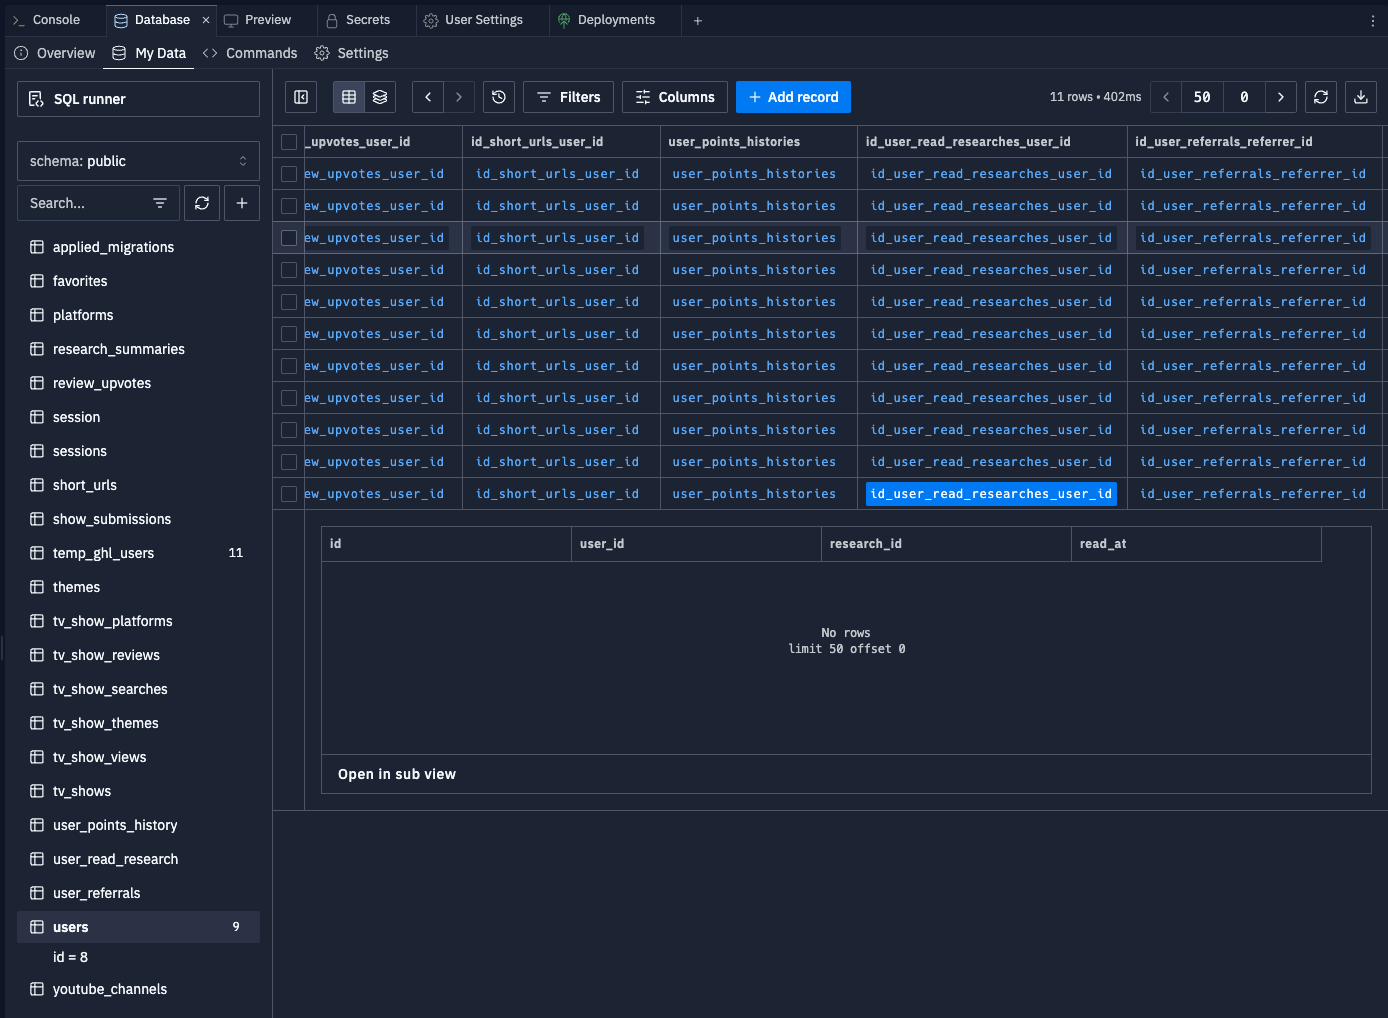 Console
Database
Preview
Secrets
User Settings
Deployments
Overview
My Data
Commands
Settings
SQL runner
schema: public
Search...
applied_migrations
favorites
platforms
research_summaries
review_upvotes
session
sessions
short_urls
show_submissions
temp_ghl_users 11
themes
tv_show_platforms
tv_show_reviews
tv_show_searches
tv_show_themes
tv_show_views
tv_shows
user_points_history
user_read_research
user_referrals
users 9
id = 8
youtube_channels
Filters
Columns
Add record
11 rows • 402ms
50
0
_upvotes_user_id id_short_urls_user_id user_points_histories id_user_read_researches_user_id id_user_referrals_referrer_id
ew_upvotes_user_id id_short_urls_user_id user_points_histories id_user_read_researches_user_id id_user_referrals_referrer_id
ew_upvotes_user_id id_short_urls_user_id user_points_histories id_user_read_researches_user_id id_user_referrals_referrer_id
ew_upvotes_user_id id_short_urls_user_id user_points_histories id_user_read_researches_user_id id_user_referrals_referrer_id
ew_upvotes_user_id id_short_urls_user_id user_points_histories id_user_read_researches_user_id id_user_referrals_referrer_id
ew_upvotes_user_id id_short_urls_user_id user_points_histories id_user_read_researches_user_id id_user_referrals_referrer_id
ew_upvotes_user_id id_short_urls_user_id user_points_histories id_user_read_researches_user_id id_user_referrals_referrer_id
ew_upvotes_user_id id_short_urls_user_id user_points_histories id_user_read_researches_user_id id_user_referrals_referrer_id
ew_upvotes_user_id id_short_urls_user_id user_points_histories id_user_read_researches_user_id id_user_referrals_referrer_id
ew_upvotes_user_id id_short_urls_user_id user_points_histories id_user_read_researches_user_id id_user_referrals_referrer_id
ew_upvotes_user_id id_short_urls_user_id user_points_histories id_user_read_researches_user_id id_user_referrals_referrer_id
ew_upvotes_user_id id_short_urls_user_id user_points_histories id_user_read_researches_user_id id_user_referrals_referrer_id
id user_id research_id read_at
No rows
limit 50 offset 0
Open in sub view